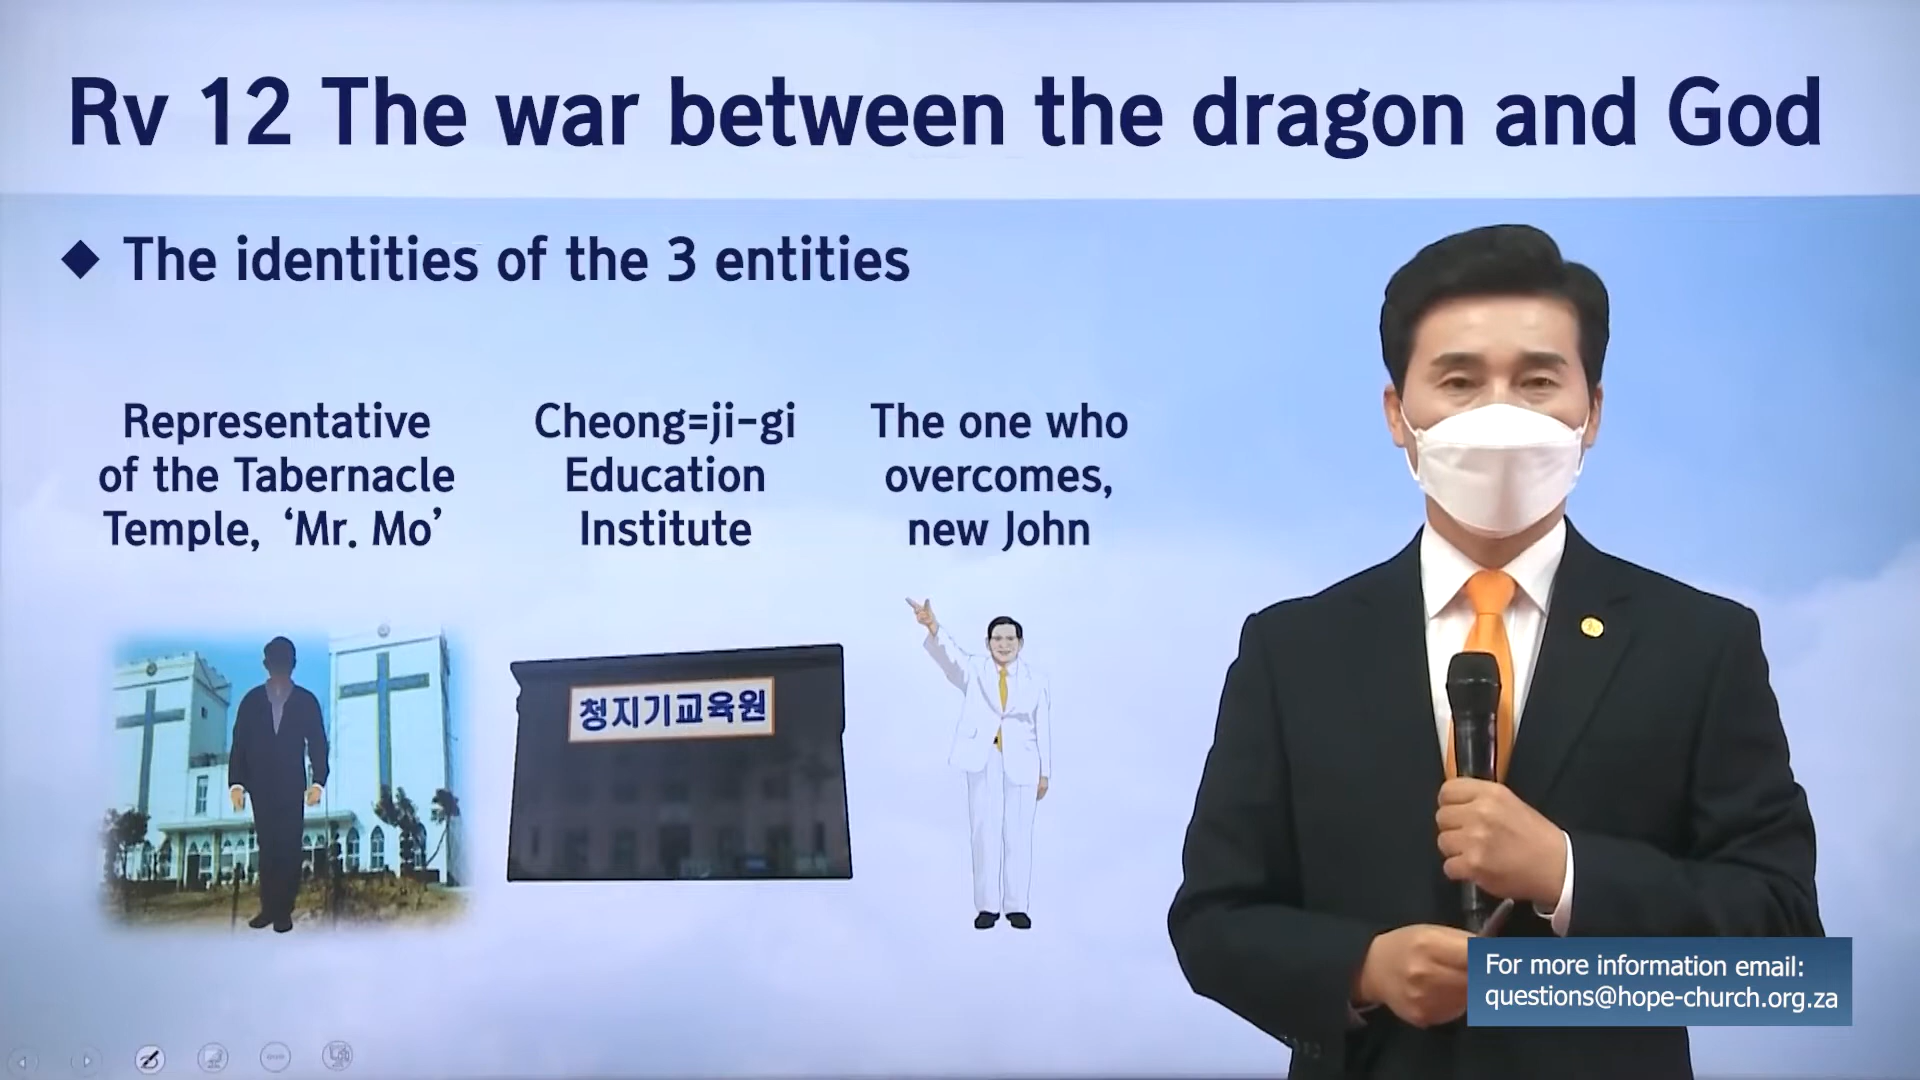 Rv 12 The war between the dragon and God
◆ The identities of the 3 entities
Representative
of the Tabernacle
Temple, ‘Mr. Mo’
Cheong=ji-gi
Education
Institute
The one who
overcomes,
new John
청지기교육원
For more information email:
questions@hope-church.org.za